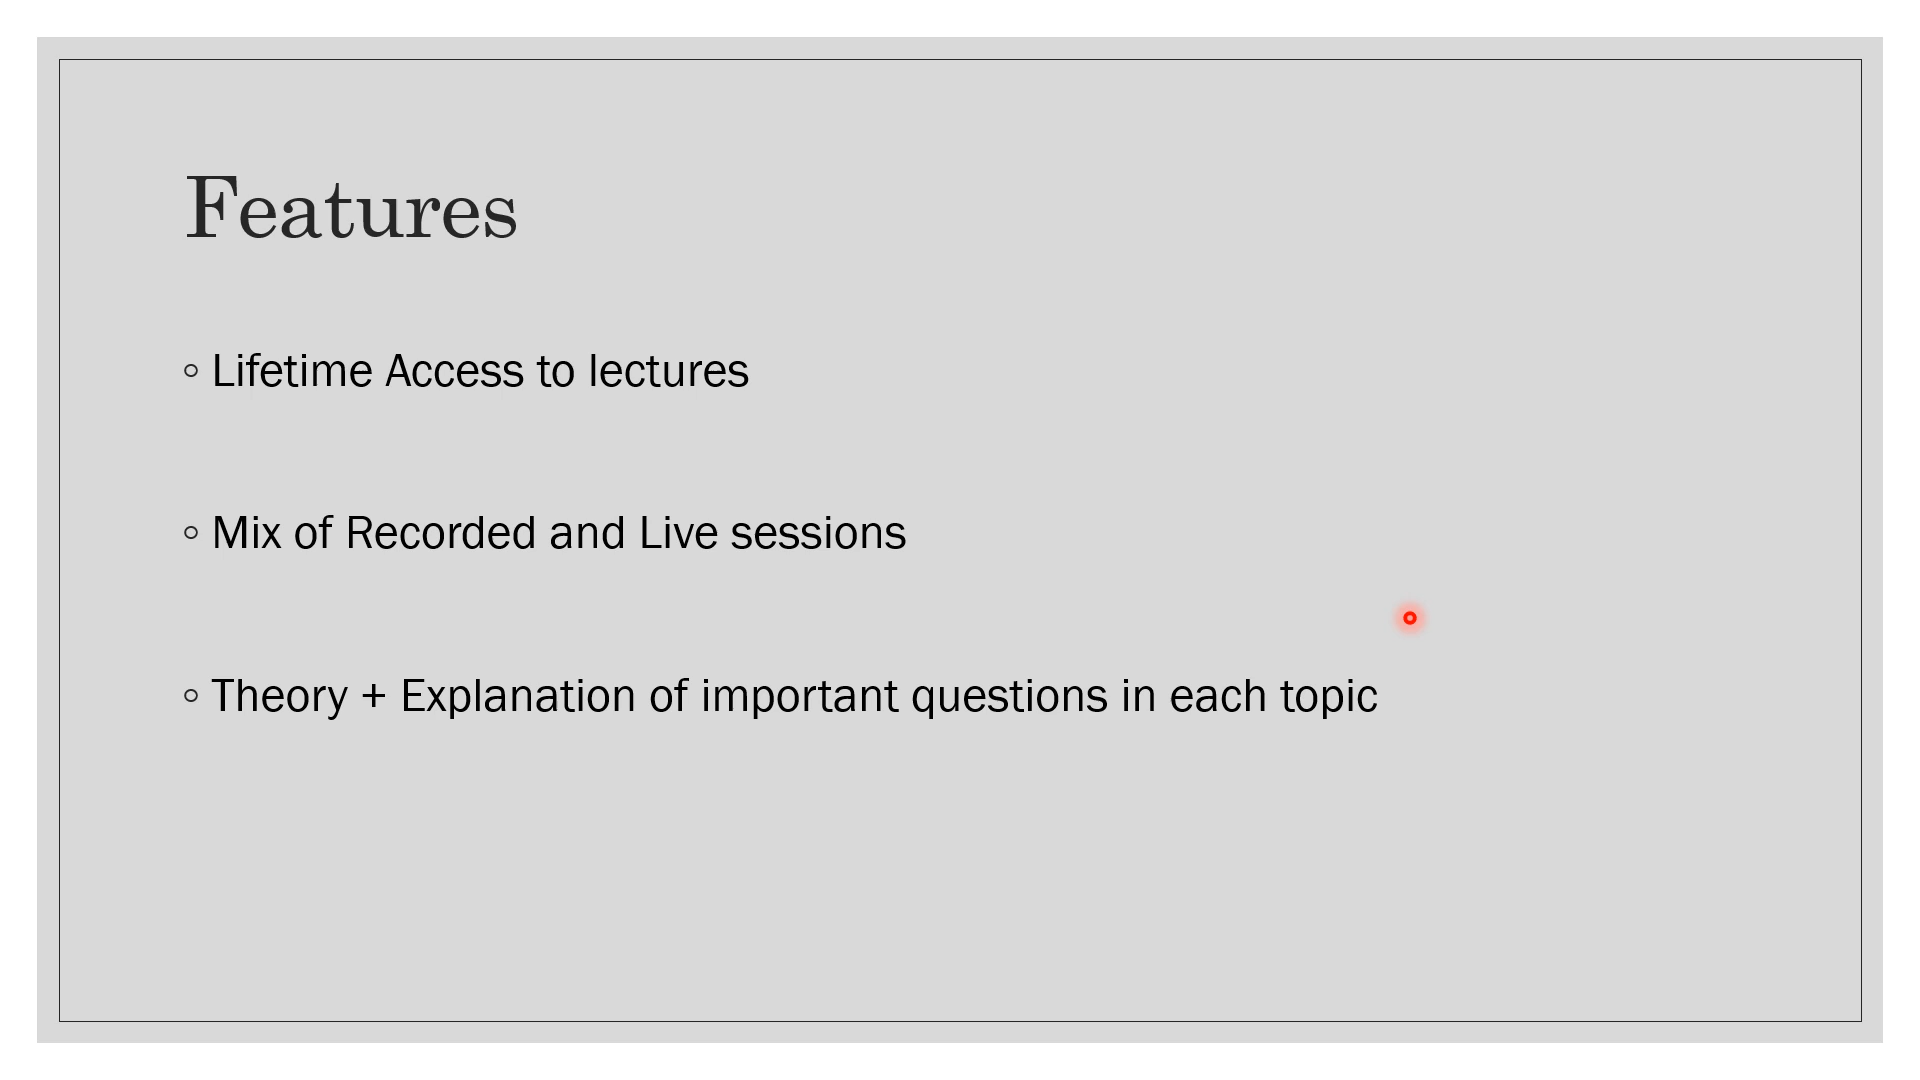 Features
◦ Lifetime Access to lectures
◦ Mix of Recorded and Live sessions
◦ Theory + Explanation of important questions in each topic